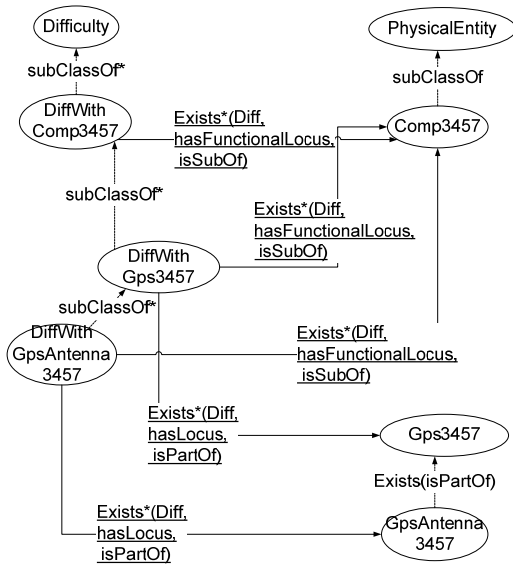 Difficulty
PhysicalEntity
subClassOf*
subClassOf
DiffWith
Comp3457
Exists*(Diff,
hasFunctionalLocus,
isSubOf)
Comp3457
subClassOf*
Exists*(Diff,
hasFunctionalLocus,
isSubOf)
DiffWith
Gps3457
subClassOf*
DiffWith
GpsAntenna
3457
Exists*(Diff,
hasFunctionalLocus,
isSubOf)
Exists*(Diff,
hasLocus,
isPartOf)
Gps3457
Exists(isPartOf)
Exists*(Diff,
hasLocus,
isPartOf)
GpsAntenna
3457